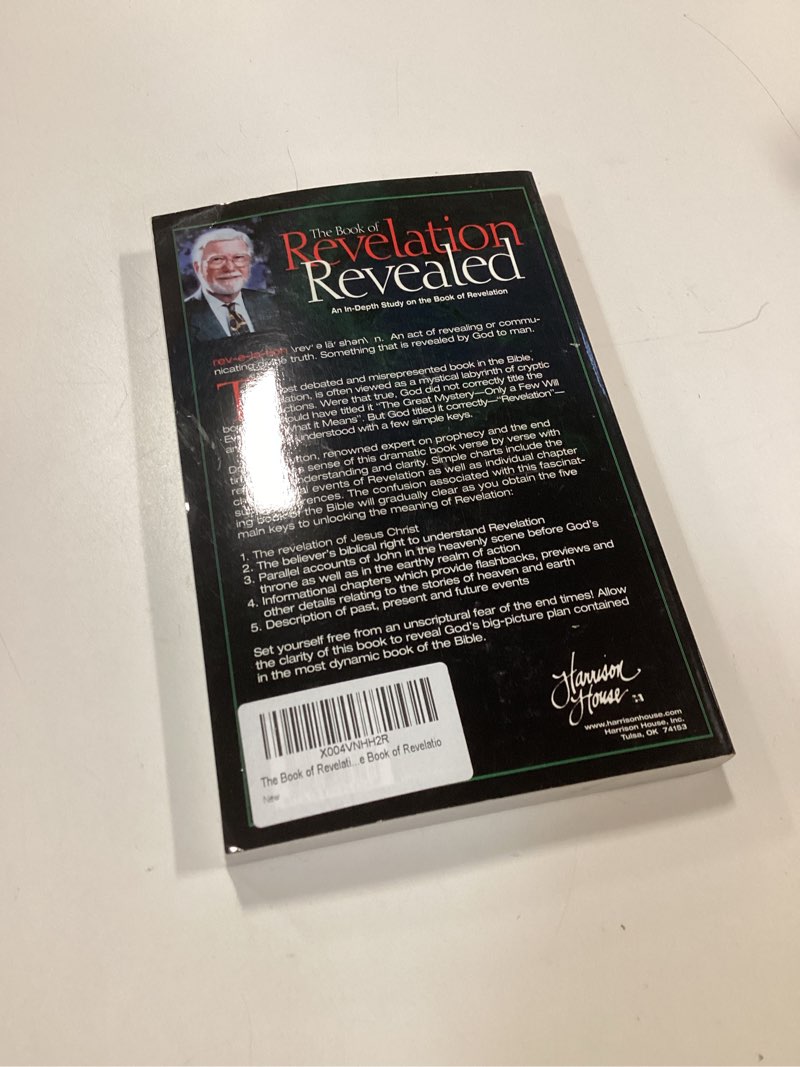 The Book of
Revelation
Revealed
An In-Depth Study on the Book of Revelation
rev•e•la•tion \rev' ə lā' shən\ n. An act of revealing or commu-
nicating divine truth. Something that is revealed by God to man.
ost debated and misrepresented book in the Bible,
lation, is often viewed as a mystical labyrinth of cryptic
ctions. Were that true, God did not correctly title the
ould have titled it "The Great Mystery—Only a Few Will
hat it Means". But God titled it correctly—"Revelation"—
understood with a few simple keys.
tton, renowned expert on prophecy and the end
sense of this dramatic book verse by verse with
derstanding and clarity. Simple charts include the
events of Revelation as well as individual chapter
rences. The confusion associated with this fascinat-
ing book of the Bible will gradually clear as you obtain the five
main keys to unlocking the meaning of Revelation:
1. The revelation of Jesus Christ
2. The believer's biblical right to understand Revelation
3. Parallel accounts of John in the heavenly scene before God's
throne as well as in the earthly realm of action
4. Informational chapters which provide flashbacks, previews and
other details relating to the stories of heaven and earth
5. Description of past, present and future events
Set yourself free from an unscriptural fear of the end times! Allow
the clarity of this book to reveal God's big-picture plan contained
in the most dynamic book of the Bible.
Harrison
House
www.harrisonhouse.com
Harrison House, Inc.
Tulsa, OK 74153
X004VNHH2R
The Book of Revelati...e Book of Revelatio
New